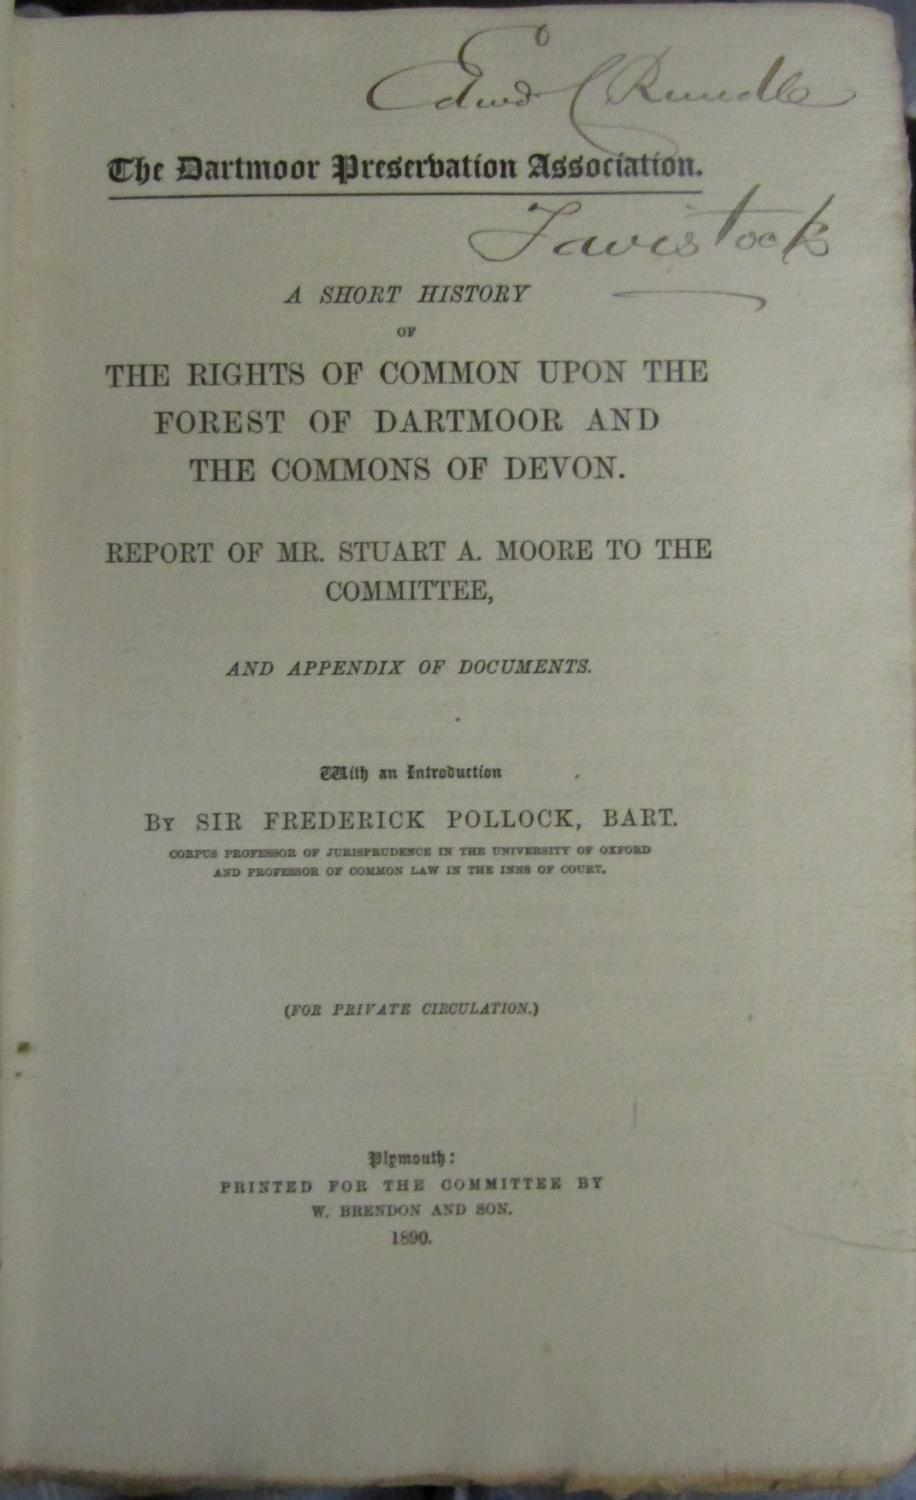 Edwd C Rundle
The Dartmoor Preservation Association.
Tavistock
A SHORT HISTORY
OF
THE RIGHTS OF COMMON UPON THE
FOREST OF DARTMOOR AND
THE COMMONS OF DEVON.
REPORT OF MR. STUART A. MOORE TO THE
COMMITTEE,
AND APPENDIX OF DOCUMENTS.
With an Introduction
BY SIR FREDERICK POLLOCK, BART.
CORPUS PROFESSOR OF JURISPRUDENCE IN THE UNIVERSITY OF OXFORD
AND PROFESSOR OF COMMON LAW IN THE INNS OF COURT.
(FOR PRIVATE CIRCULATION.)
Plymouth:
PRINTED FOR THE COMMITTEE BY
W. BRENDON AND SON.
1890.